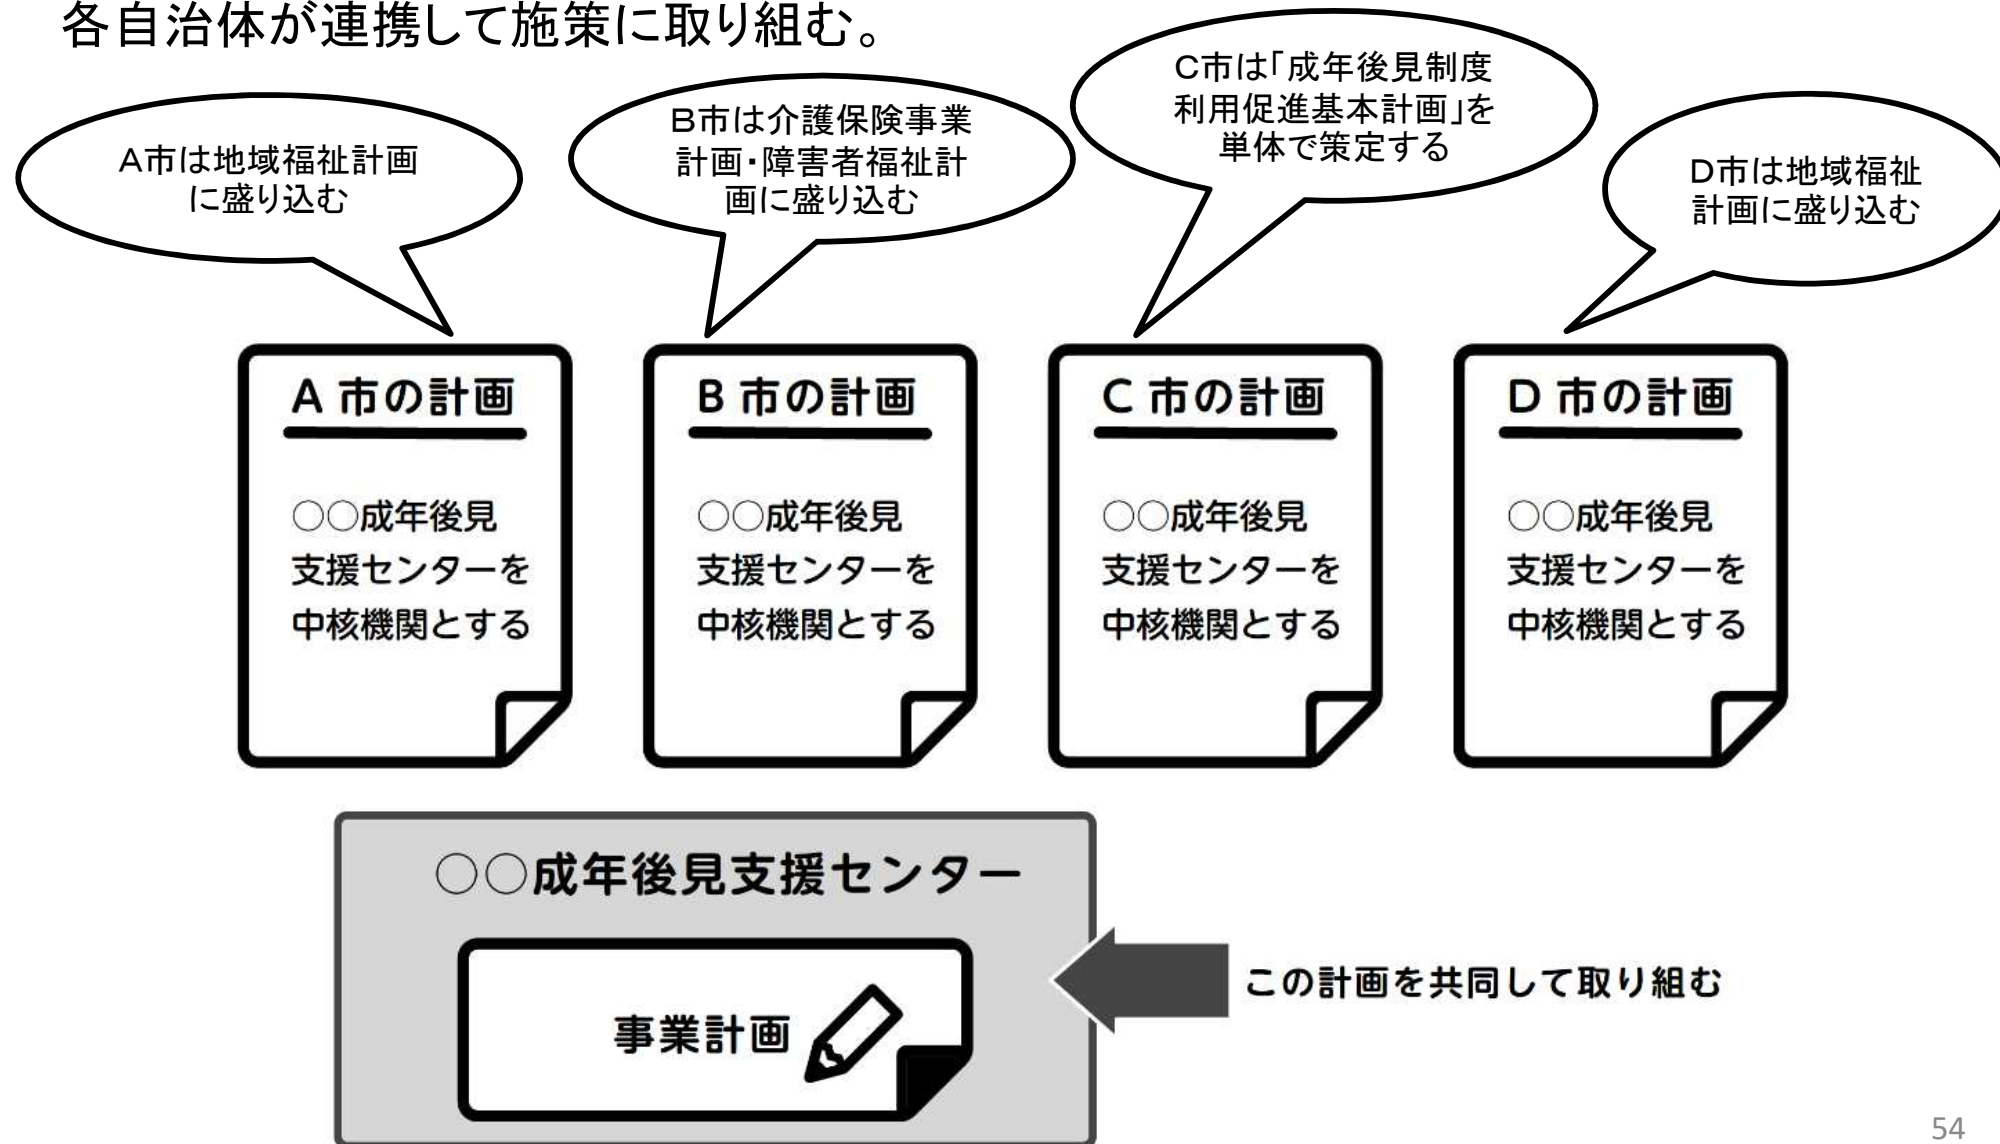 各自治体が連携して施策に取り組む。
A市は地域福祉計画
に盛り込む
B市は介護保険事業
計画・障害者福祉計
画に盛り込む
C市は「成年後見制度
利用促進基本計画」を
単体で策定する
D市は地域福祉
計画に盛り込む
A 市の計画
○○成年後見
支援センターを
中核機関とする
B 市の計画
○○成年後見
支援センターを
中核機関とする
C 市の計画
○○成年後見
支援センターを
中核機関とする
D 市の計画
○○成年後見
支援センターを
中核機関とする
○○成年後見支援センター
事業計画
この計画を共同して取り組む
54